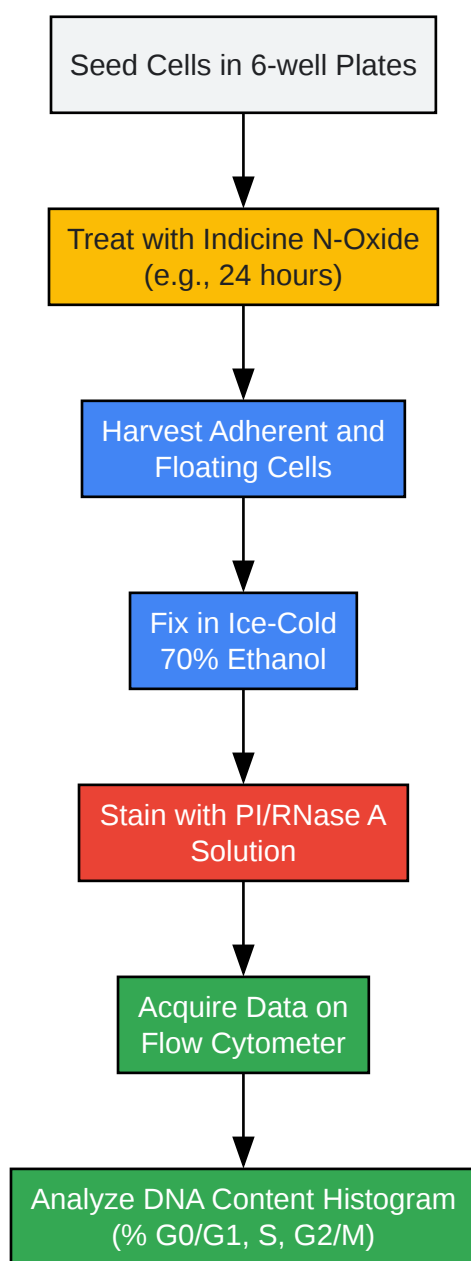 Seed Cells in 6-well Plates
Treat with Indicine N-Oxide
(e.g., 24 hours)
Harvest Adherent and
Floating Cells
Fix in Ice-Cold
70% Ethanol
Stain with PI/RNase A
Solution
Acquire Data on
Flow Cytometer
Analyze DNA Content Histogram
(% G0/G1, S, G2/M)